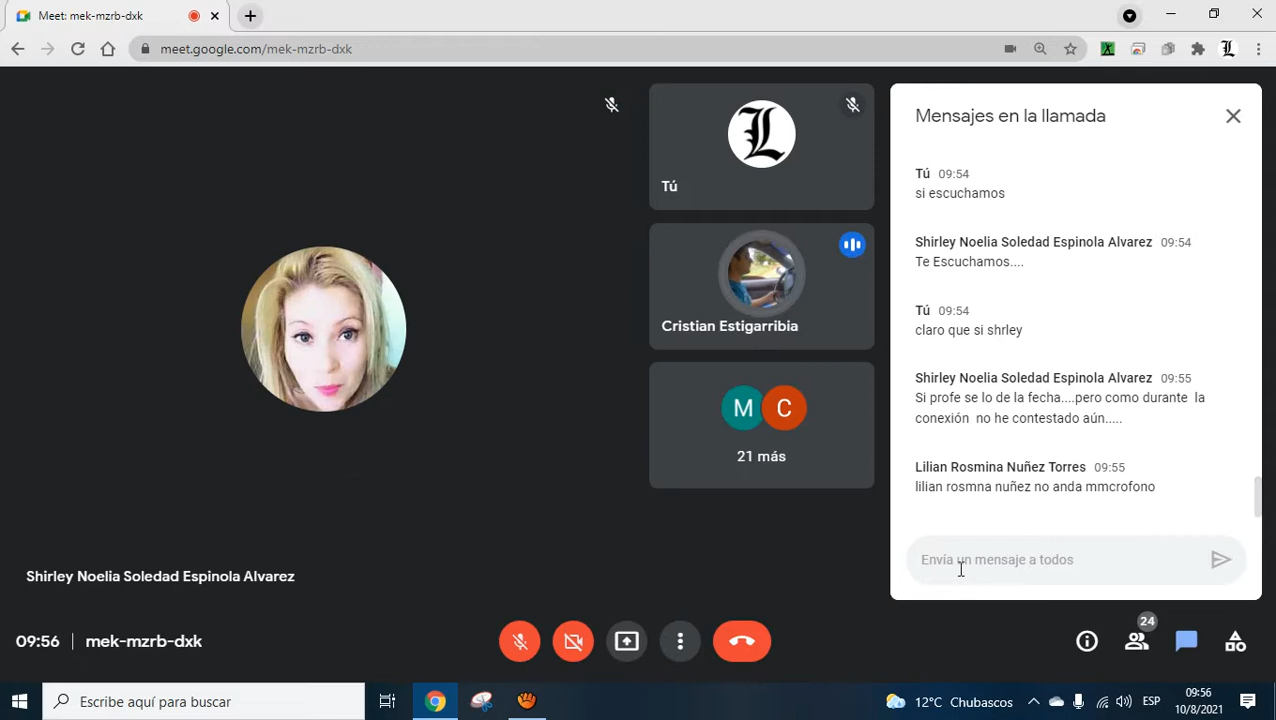 Meet: mek-mzrb-dxk
meet.google.com/mek-mzrb-dxk
L
L
Tú
Cristian Estigarribia
M C
21 más
Shirley Noelia Soledad Espinola Alvarez
Mensajes en la llamada
Tú 09:54
si escuchamos
Shirley Noelia Soledad Espinola Alvarez 09:54
Te Escuchamos....
Tú 09:54
claro que si shrley
Shirley Noelia Soledad Espinola Alvarez 09:55
Si profe se lo de la fecha....pero como durante la
conexión no he contestado aún.....
Lilian Rosmina Nuñez Torres 09:55
lilian rosmna nuñez no anda mmcrofono
Envía un mensaje a todos
09:56 | mek-mzrb-dxk
24
Escribe aquí para buscar
12°C Chubascos
ESP
09:56
10/8/2021